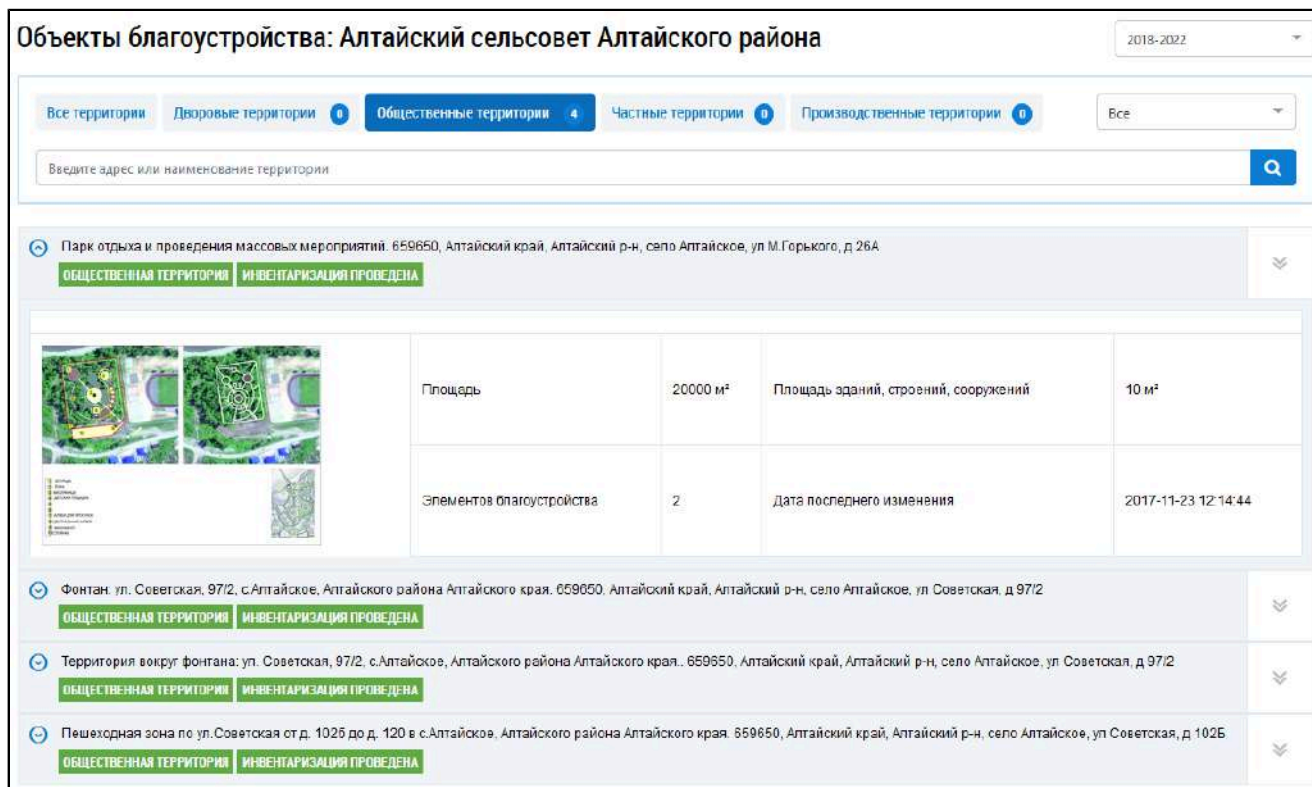 Объекты благоустройства: Алтайский сельсовет Алтайского района
2018-2022
Все территории
Дворовые территории 0
Общественные территории 4
Частные территории 0
Производственные территории 0
Все
Введите адрес или наименование территории
Парк отдыха и проведения массовых мероприятий. 659650, Алтайский край, Алтайский р-н, село Алтайское, ул М.Горького, д 26А
ОБЩЕСТВЕННАЯ ТЕРРИТОРИЯ ИНВЕНТАРИЗАЦИЯ ПРОВЕДЕНА
Площадь 20000 м² Площадь зданий, строений, сооружений 10 м²
Элементов благоустройства 2 Дата последнего изменения 2017-11-23 12:14:44
Фонтан: ул. Советская, 97/2, с.Алтайское, Алтайского района Алтайского края. 659650, Алтайский край, Алтайский р-н, село Алтайское, ул Советская, д 97/2
ОБЩЕСТВЕННАЯ ТЕРРИТОРИЯ ИНВЕНТАРИЗАЦИЯ ПРОВЕДЕНА
Территория вокруг фонтана: ул. Советская, 97/2, с.Алтайское, Алтайского района Алтайского края.. 659650, Алтайский край, Алтайский р-н, село Алтайское, ул Советская, д 97/2
ОБЩЕСТВЕННАЯ ТЕРРИТОРИЯ ИНВЕНТАРИЗАЦИЯ ПРОВЕДЕНА
Пешеходная зона по ул.Советская от д. 102б до д. 120 в с.Алтайское, Алтайского района Алтайского края. 659650, Алтайский край, Алтайский р-н, село Алтайское, ул Советская, д 102Б
ОБЩЕСТВЕННАЯ ТЕРРИТОРИЯ ИНВЕНТАРИЗАЦИЯ ПРОВЕДЕНА